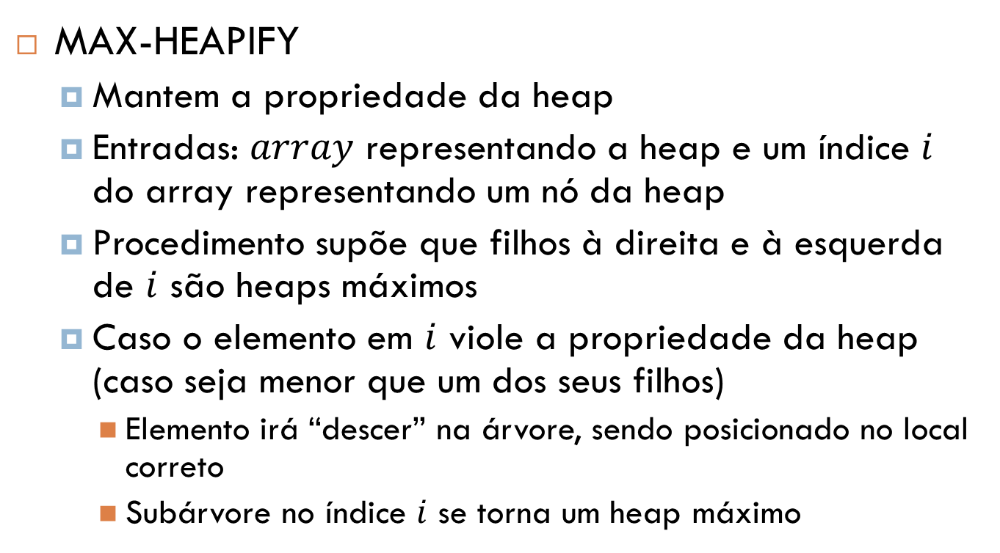 MAX-HEAPIFY
Mantem a propriedade da heap
Entradas: array representando a heap e um índice i
do array representando um nó da heap
Procedimento supõe que filhos à direita e à esquerda
de i são heaps máximos
Caso o elemento em i viole a propriedade da heap
(caso seja menor que um dos seus filhos)
Elemento irá “descer” na árvore, sendo posicionado no local
correto
Subárvore no índice i se torna um heap máximo